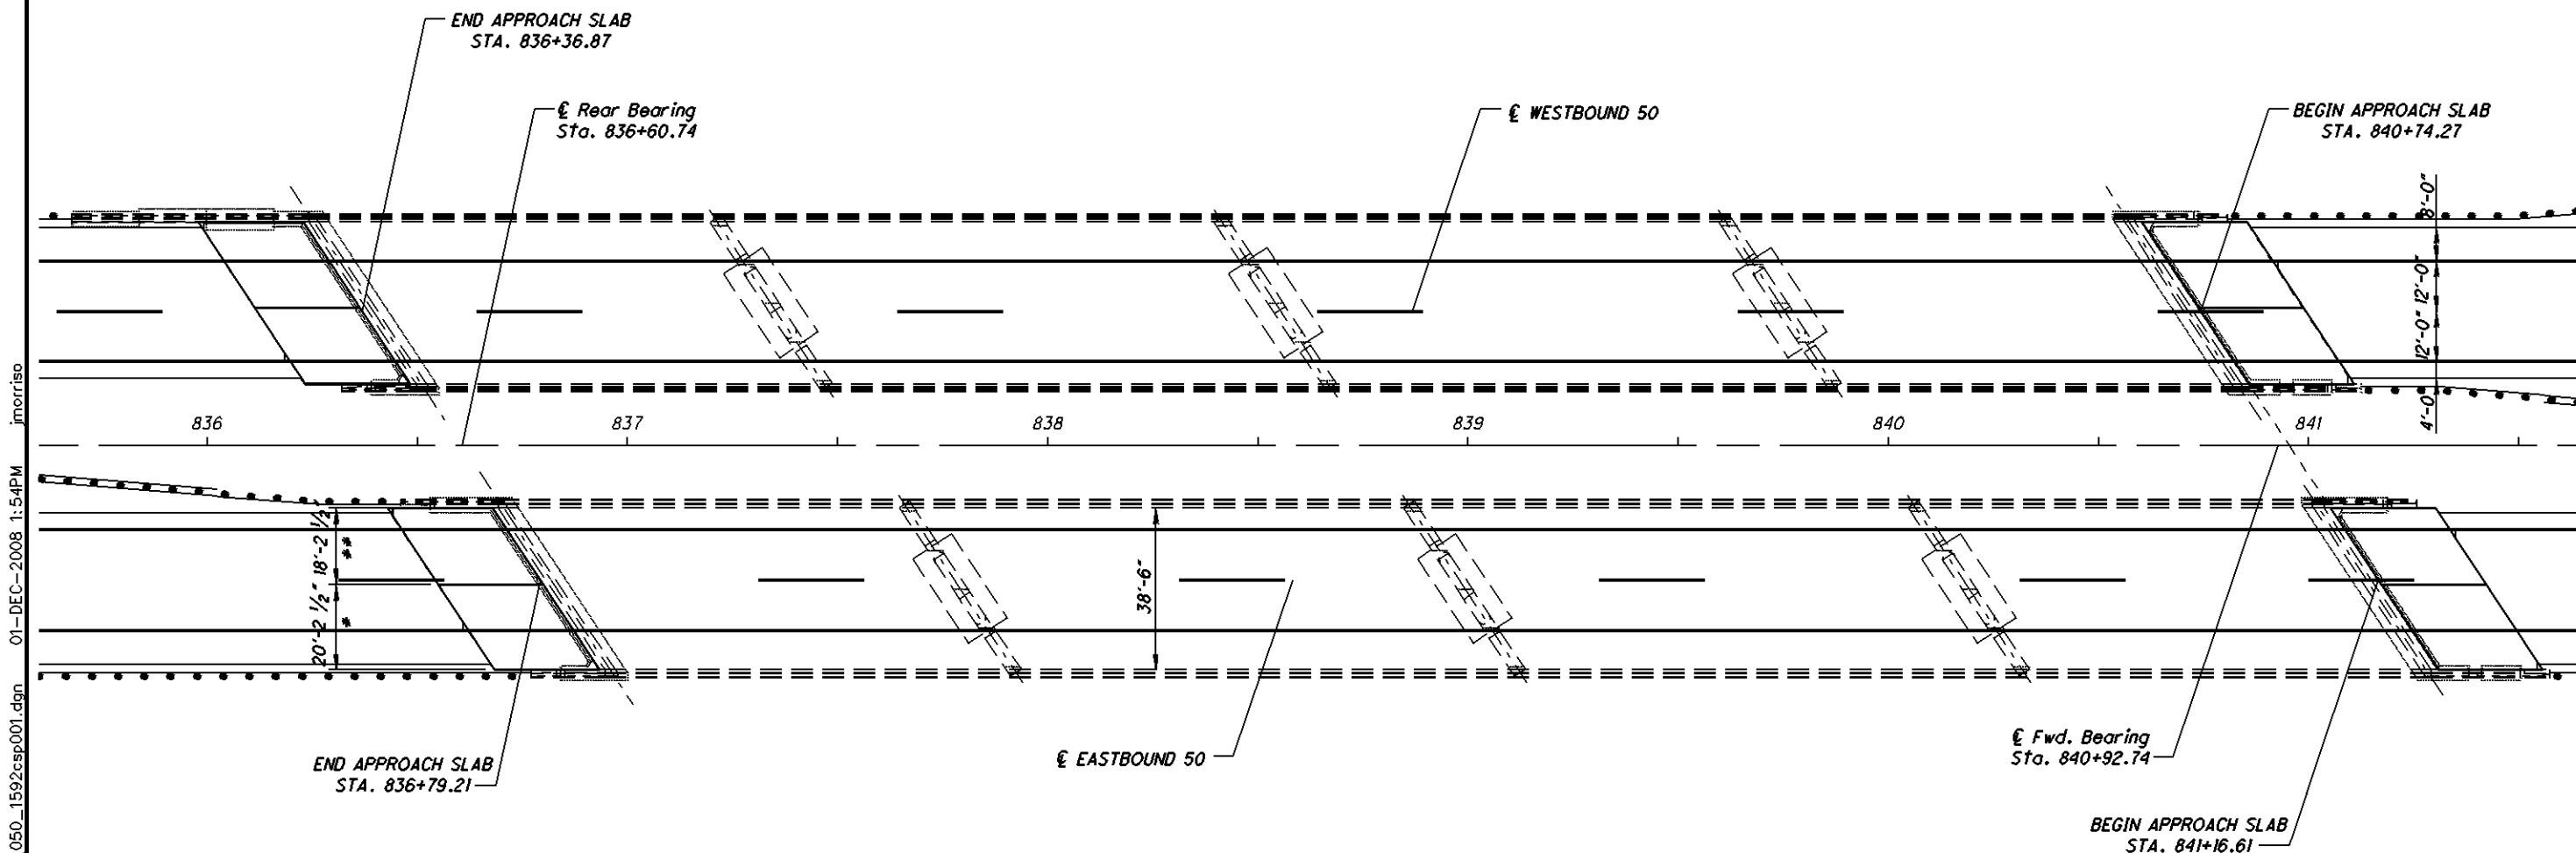 END APPROACH SLAB
STA. 836+36.87
℄ Rear Bearing
Sta. 836+60.74
℄ WESTBOUND 50
BEGIN APPROACH SLAB
STA. 840+74.27
8'-0"
12'-0"
12'-0"
4'-0"
836
837
838
839
840
841
18'-2 1/2"
**
20'-2 1/2"
*
38'-6"
END APPROACH SLAB
STA. 836+79.21
℄ EASTBOUND 50
℄ Fwd. Bearing
Sta. 840+92.74
BEGIN APPROACH SLAB
STA. 841+16.61
050_1592csp001.dgn 01-DEC-2008 1:54PM jmorriso